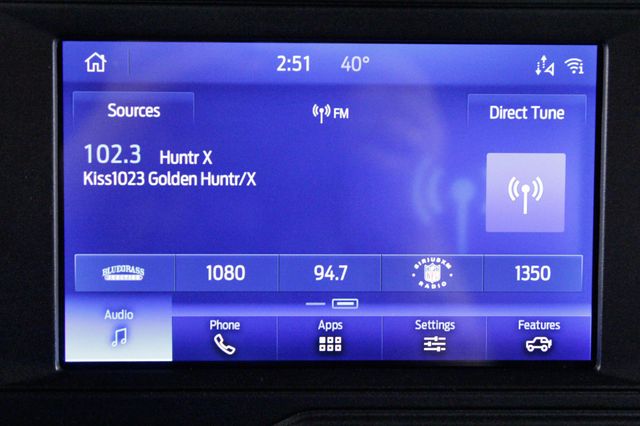 2:51 40°
Sources
FM
Direct Tune
102.3 Huntr X
Kiss1023 Golden Huntr/X
BLUEGRASS
1080
94.7
SIRIUSXM
NFL
RADIO
1350
Audio
Phone
Apps
Settings
Features